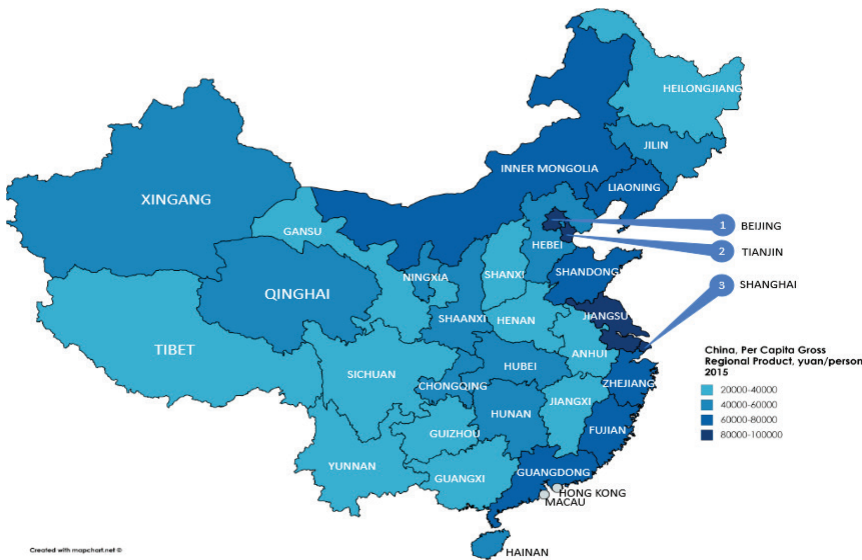 HEILONGJIANG
JILIN
INNER MONGOLIA
LIAONING
XINGANG
1 BEIJING
GANSU
HEBEI
2 TIANJIN
NINGXIA
SHANXI
SHANDONG
3 SHANGHAI
QINGHAI
SHAANXI
JIANGSU
HENAN
TIBET
ANHUI
SICHUAN
HUBEI
CHONGQING
ZHEJIANG
JIANGXI
HUNAN
GUIZHOU
FUJIAN
YUNNAN
GUANGXI
GUANGDONG
HONG KONG
MACAU
HAINAN
China, Per Capita Gross
Regional Product, yuan/person
2015
20000-40000
40000-60000
60000-80000
80000-100000
Created with mapchart.net ©